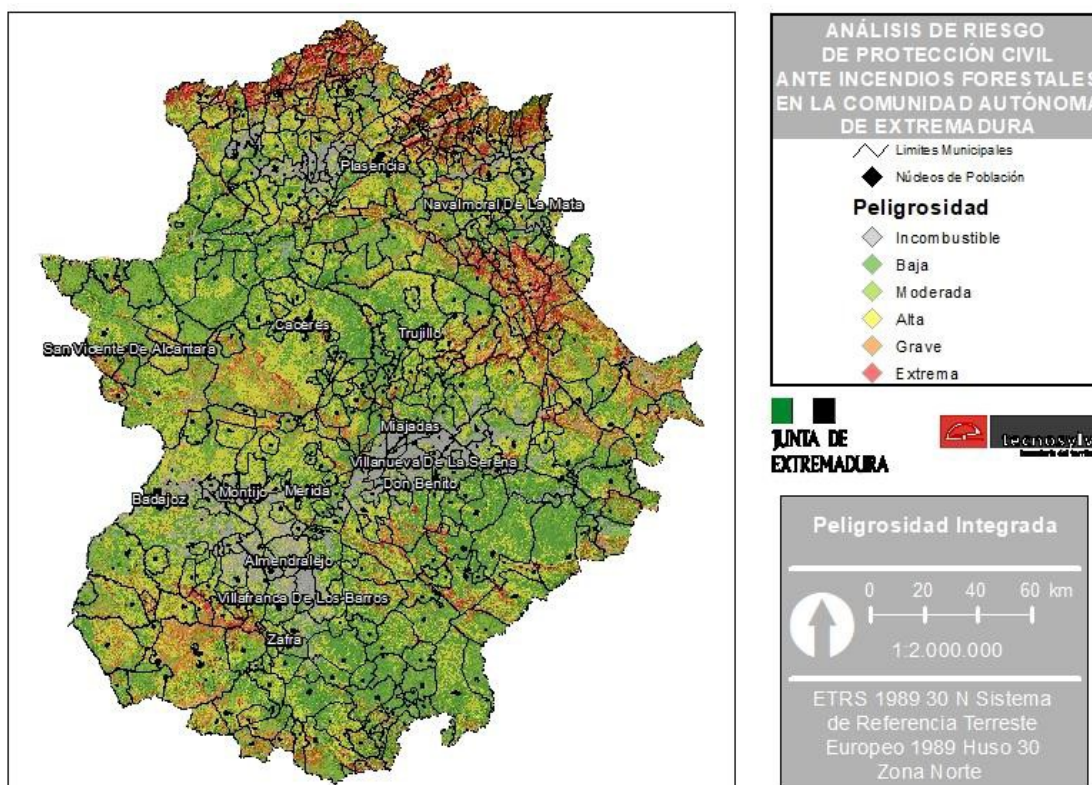 ANÁLISIS DE RIESGO
DE PROTECCIÓN CIVIL
ANTE INCENDIOS FORESTALES
EN LA COMUNIDAD AUTÓNOMA
DE EXTREMADURA
Limites Municipales
Núcleos de Población
Peligrosidad
Incombustible
Baja
Moderada
Alta
Grave
Extrema
JUNTA DE
EXTREMADURA
tecnosylv
Peligrosidad Integrada
0 20 40 60 km
1:2.000.000
ETRS 1989 30 N Sistema
de Referencia Terreste
Europeo 1989 Huso 30
Zona Norte
Plasencia
Navalmoral De La Mata
Caceres
Trujillo
San Vicente De Alcantara
Miajadas
Villanueva De La Serena
Don Benito
Badajoz
Montijo
Merida
Almendralejo
Villafranca De Los Barros
Zafra